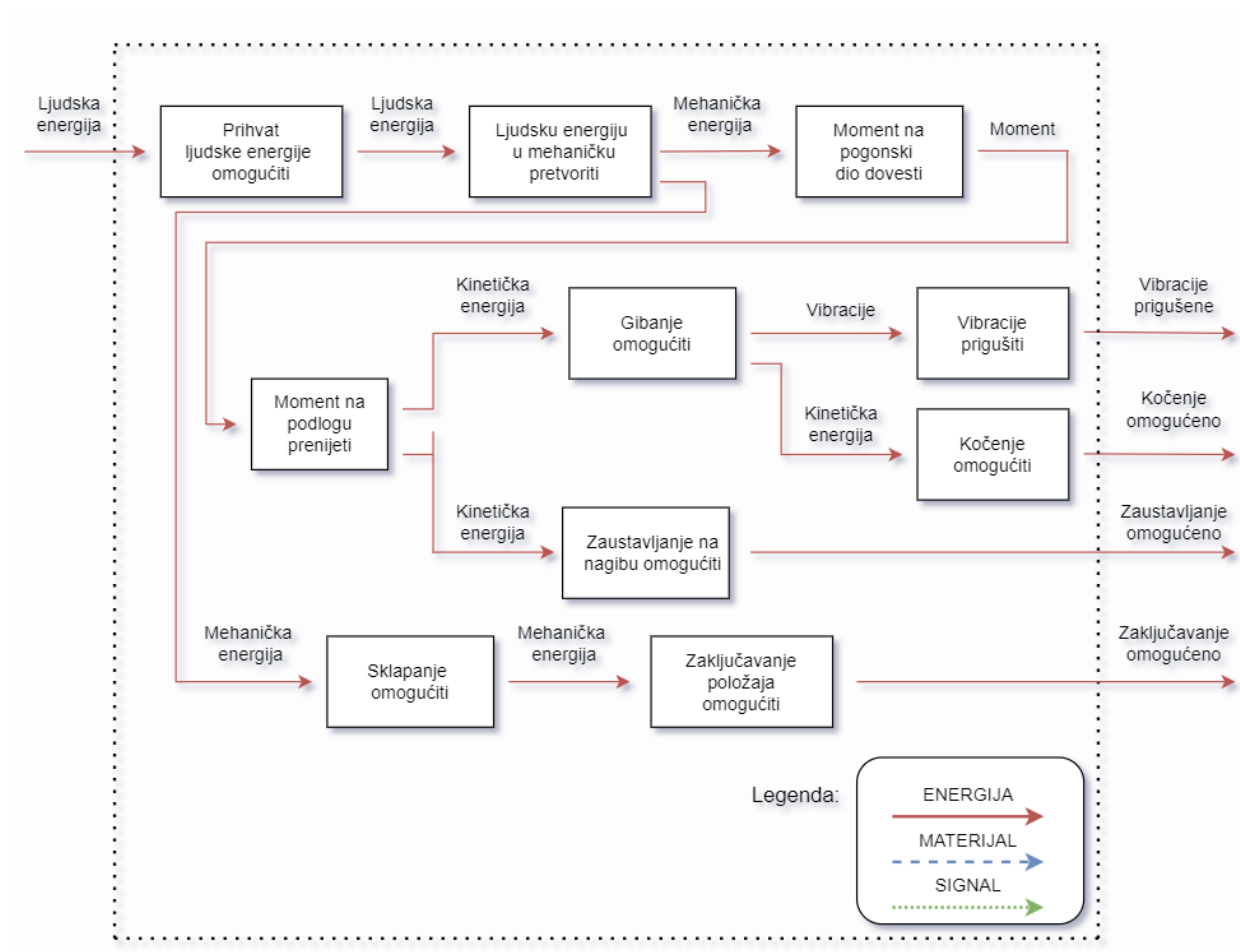 Ljudska
energija
Prihvat
ljudske energije
omogućiti
Ljudska
energija
Ljudsku energiju
u mehaničku
pretvoriti
Mehanička
energija
Moment na
pogonski
dio dovesti
Moment
Kinetička
energija
Gibanje
omogućiti
Vibracije
Vibracije
prigušiti
Vibracije
prigušene
Moment na
podlogu
prenijeti
Kinetička
energija
Kočenje
omogućiti
Kočenje
omogućeno
Kinetička
energija
Zaustavljanje na
nagibu omogućiti
Zaustavljanje
omogućeno
Mehanička
energija
Sklapanje
omogućiti
Mehanička
energija
Zaključavanje
položaja
omogućiti
Zaključavanje
omogućeno
Legenda:
ENERGIJA
MATERIJAL
SIGNAL